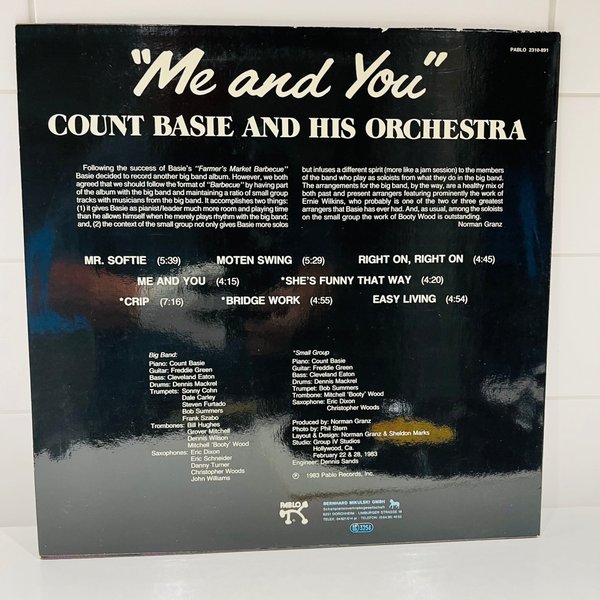 PABLO 2310-891
"Me and You"
COUNT BASIE AND HIS ORCHESTRA
Following the success of Basie's "Farmer's Market Barbecue"
Basie decided to record another big band album. However, we both
agreed that we should follow the format of "Barbecue" by having part
of the album with the big band and maintaining a ratio of small group
tracks with musicians from the big band. It accomplishes two things:
(1) it gives Basie as pianist/leader much more room and playing time
than he allows himself when he merely plays rhythm with the big band;
and, (2) the context of the small group not only gives Basie more solos
but infuses a different spirit (more like a jam session) to the members
of the band who play as soloists from what they do in the big band.
The arrangements for the big band, by the way, are a healthy mix of
both past and present arrangers featuring prominently the work of
Ernie Wilkins, who probably is one of the two or three greatest
arrangers that Basie has ever had. And, as usual, among the soloists
on the small group the work of Booty Wood is outstanding.
Norman Granz
MR. SOFTIE (5:39) MOTEN SWING (5:29) RIGHT ON, RIGHT ON (4:45)
ME AND YOU (4:15) *SHE'S FUNNY THAT WAY (4:20)
*CRIP (7:16) *BRIDGE WORK (4:55) EASY LIVING (4:54)
Big Band:
Piano: Count Basie
Guitar: Freddie Green
Bass: Cleveland Eaton
Drums: Dennis Mackrel
Trumpets: Sonny Cohn
Dale Carley
Steven Furtado
Bob Summers
Frank Szabo
Trombones: Bill Hughes
Grover Mitchell
Dennis Wilson
Mitchell 'Booty' Wood
Saxophones: Eric Dixon
Eric Schneider
Danny Turner
Christopher Woods
John Williams
*Small Group
Piano: Count Basie
Guitar: Freddie Green
Bass: Cleveland Eaton
Drums: Dennis Mackrel
Trumpet: Bob Summers
Trombone: Mitchell 'Booty' Wood
Saxophone: Eric Dixon
Christopher Woods
Produced by: Norman Granz
Photo by: Phil Stern
Layout & Design: Norman Granz & Sheldon Marks
Studio: Group IV Studios
Hollywood, Ca.
February 22 & 28, 1983
Engineer: Dennis Sands
℗ 1983 Pablo Records, Inc.
PABLO
BERNHARD MIKULSKI GMBH
Schallplattenvertriebsgesellschaft
6251 DORCHHEIM · LIMBURGER STRASSE 18